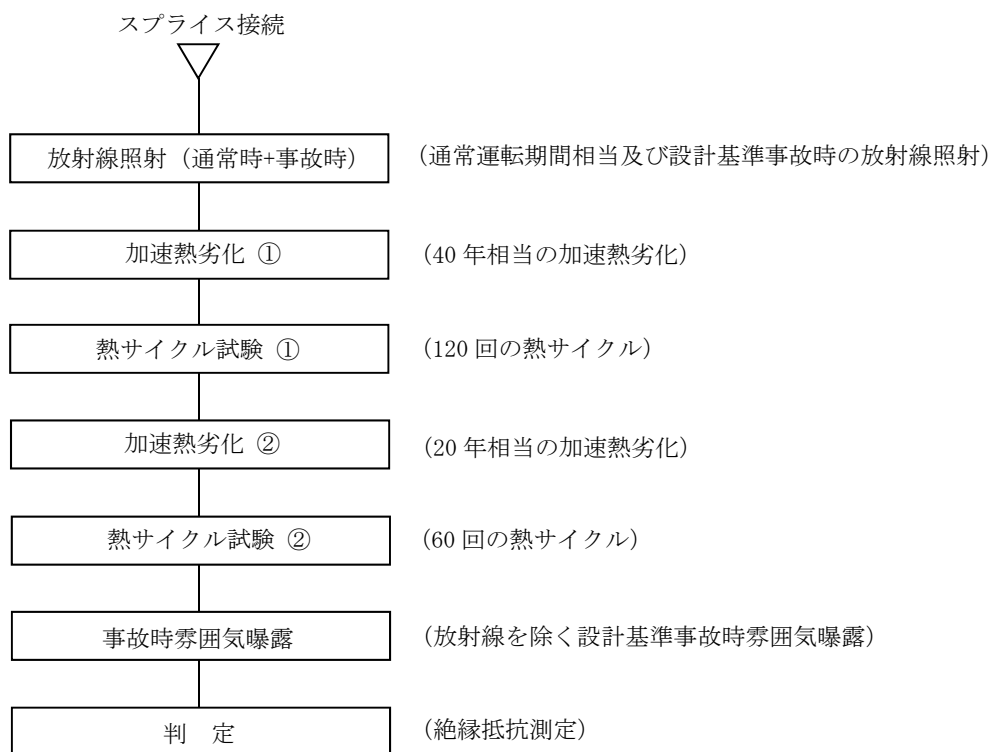 スプライス接続
放射線照射（通常時+事故時） （通常運転期間相当及び設計基準事故時の放射線照射）
加速熱劣化 ① （40 年相当の加速熱劣化）
熱サイクル試験 ① （120 回の熱サイクル）
加速熱劣化 ② （20 年相当の加速熱劣化）
熱サイクル試験 ② （60 回の熱サイクル）
事故時雰囲気曝露 （放射線を除く設計基準事故時雰囲気曝露）
判　定 （絶縁抵抗測定）